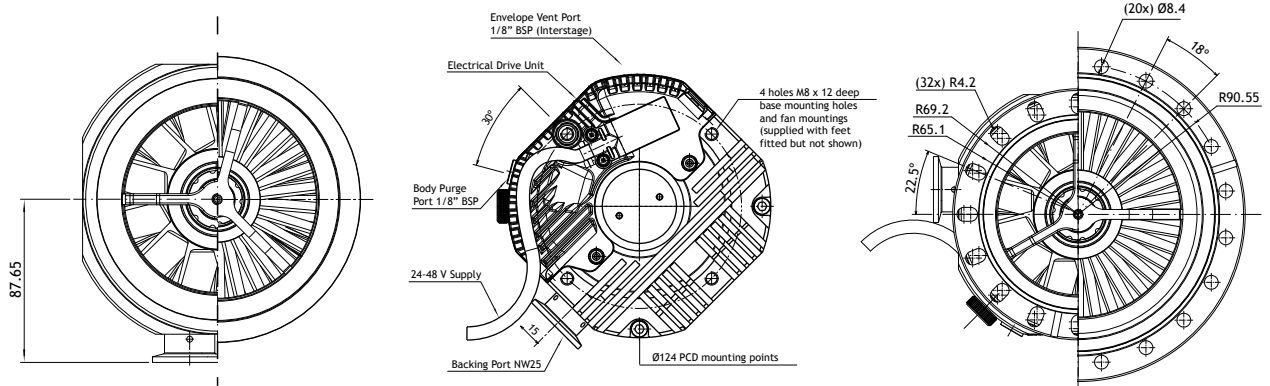 87.65
Envelope Vent Port
1/8” BSP (Interstage)
Electrical Drive Unit
30°
4 holes M8 x 12 deep
base mounting holes
and fan mountings
(supplied with feet
fitted but not shown)
Body Purge
Port 1/8” BSP
24-48 V Supply
15
Backing Port NW25
Ø124 PCD mounting points
(20x) Ø8.4
18°
(32x) R4.2
R69.2
R65.1
R90.55
22.5°